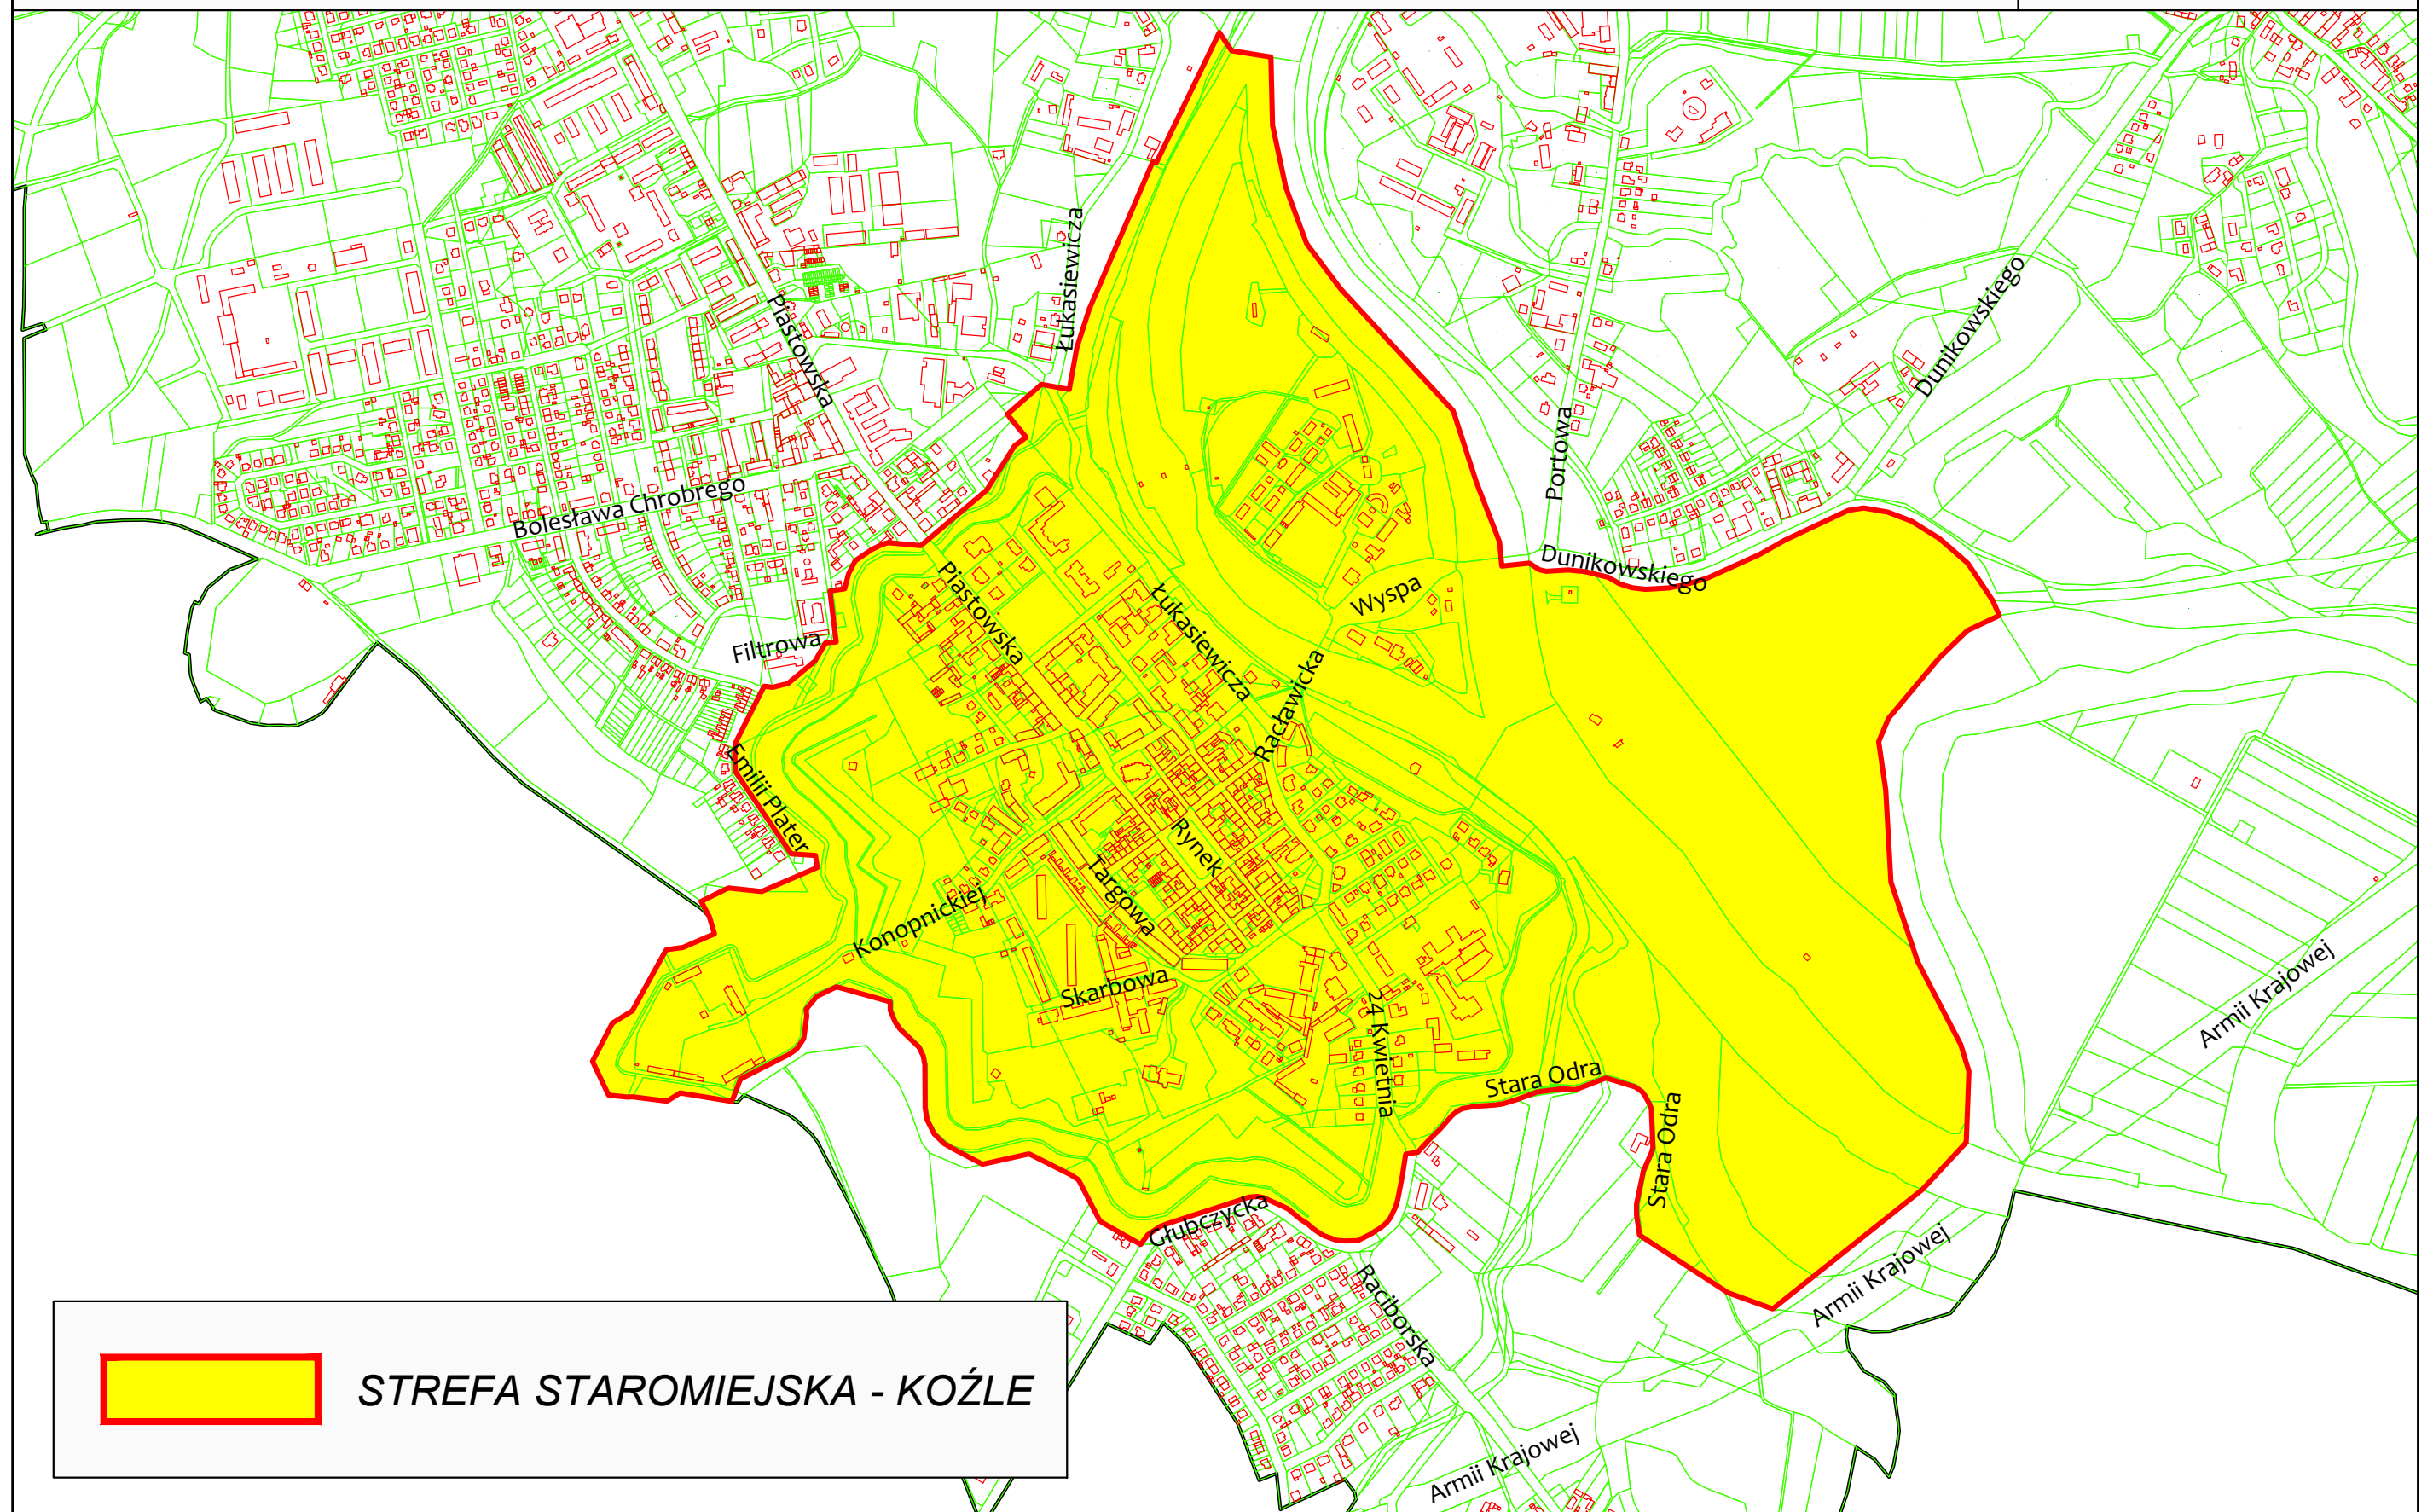 Łukasiewicza
Piastowska
Dunikowskiego
Portowa
Bolesława Chrobrego
Dunikowskiego
Piastowska
Łukasiewicza
Wyspa
Filtrowa
Racławicka
Emilii Plater
Rynek
Targowa
Konopnickiej
Skarbowa
24 Kwietnia
Armii Krajowej
Stara Odra
Stara Odra
Głubczycka
Armii Krajowej
Raciborska
STREFA STAROMIEJSKA - KOŹLE
Armii Krajowej